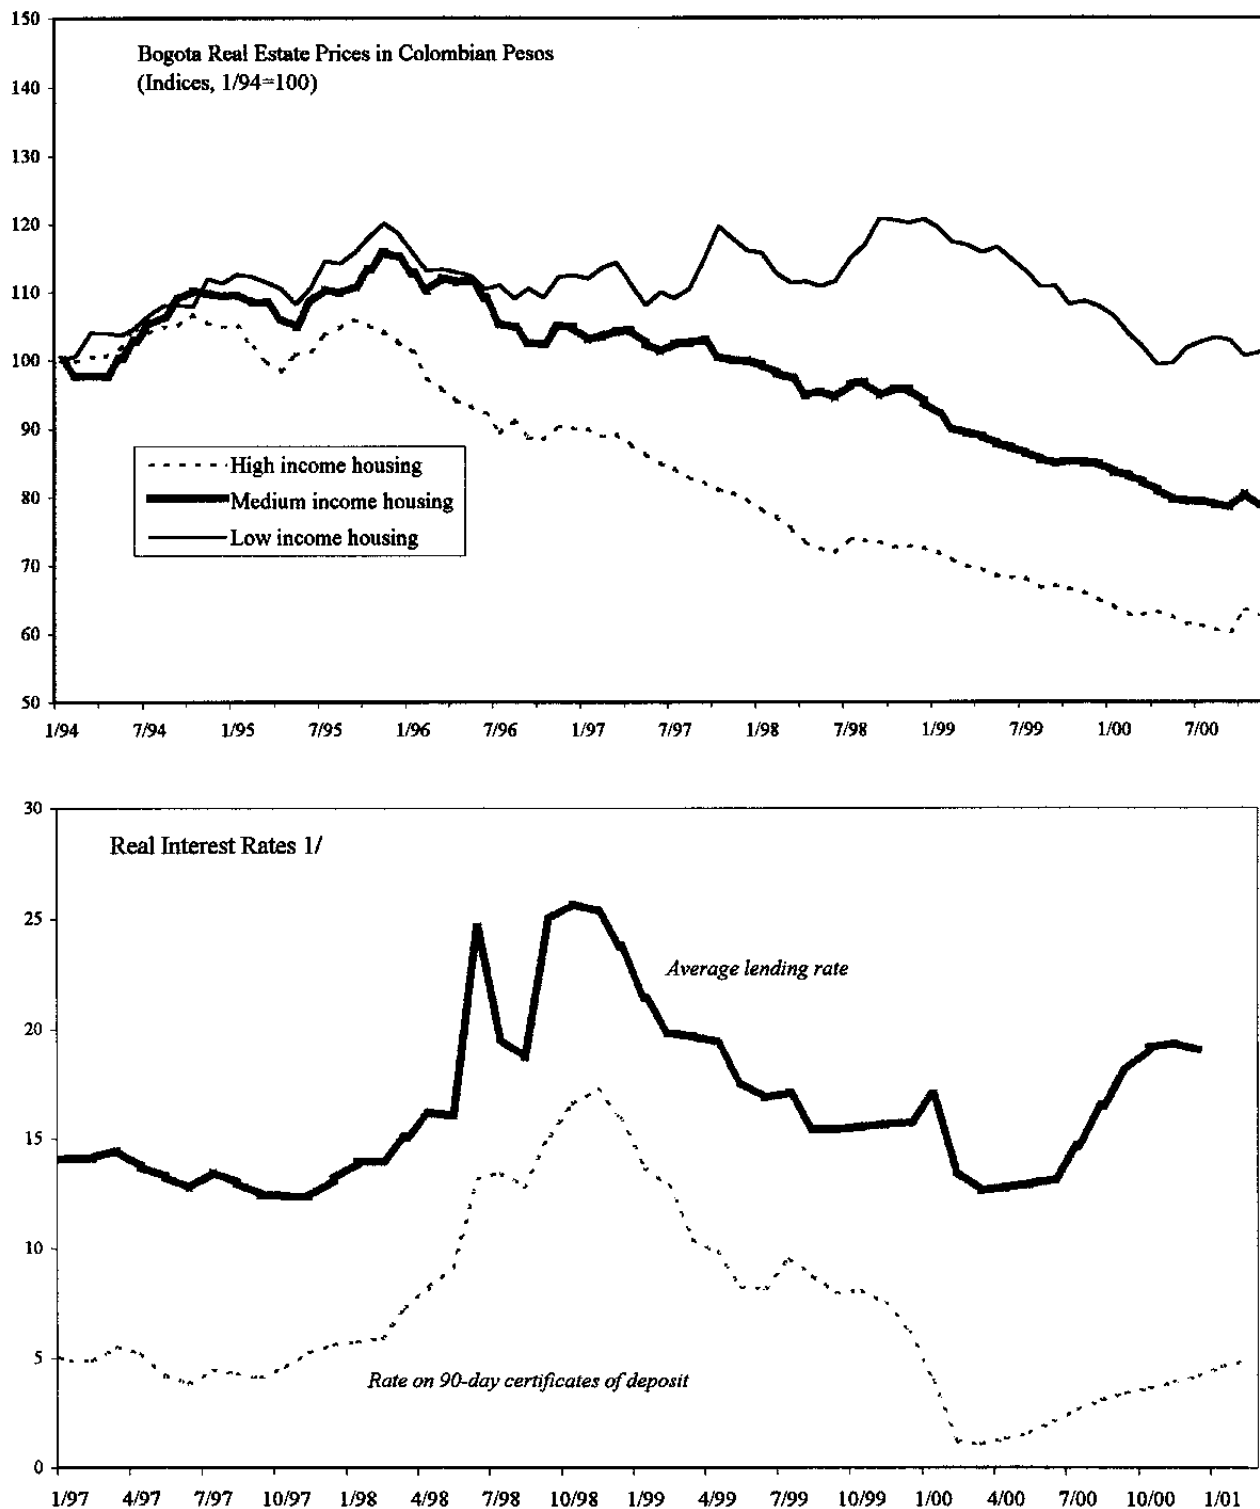 150
Bogota Real Estate Prices in Colombian Pesos
(Indices, 1/94=100)
140
130
120
110
100
90
High income housing
80
Medium income housing
Low income housing
70
60
50
1/94 7/94 1/95 7/95 1/96 7/96 1/97 7/97 1/98 7/98 1/99 7/99 1/00 7/00
30
Real Interest Rates 1/
25
Average lending rate
20
15
10
5
Rate on 90-day certificates of deposit
0
1/97 4/97 7/97 10/97 1/98 4/98 7/98 10/98 1/99 4/99 7/99 10/99 1/00 4/00 7/00 10/00 1/01